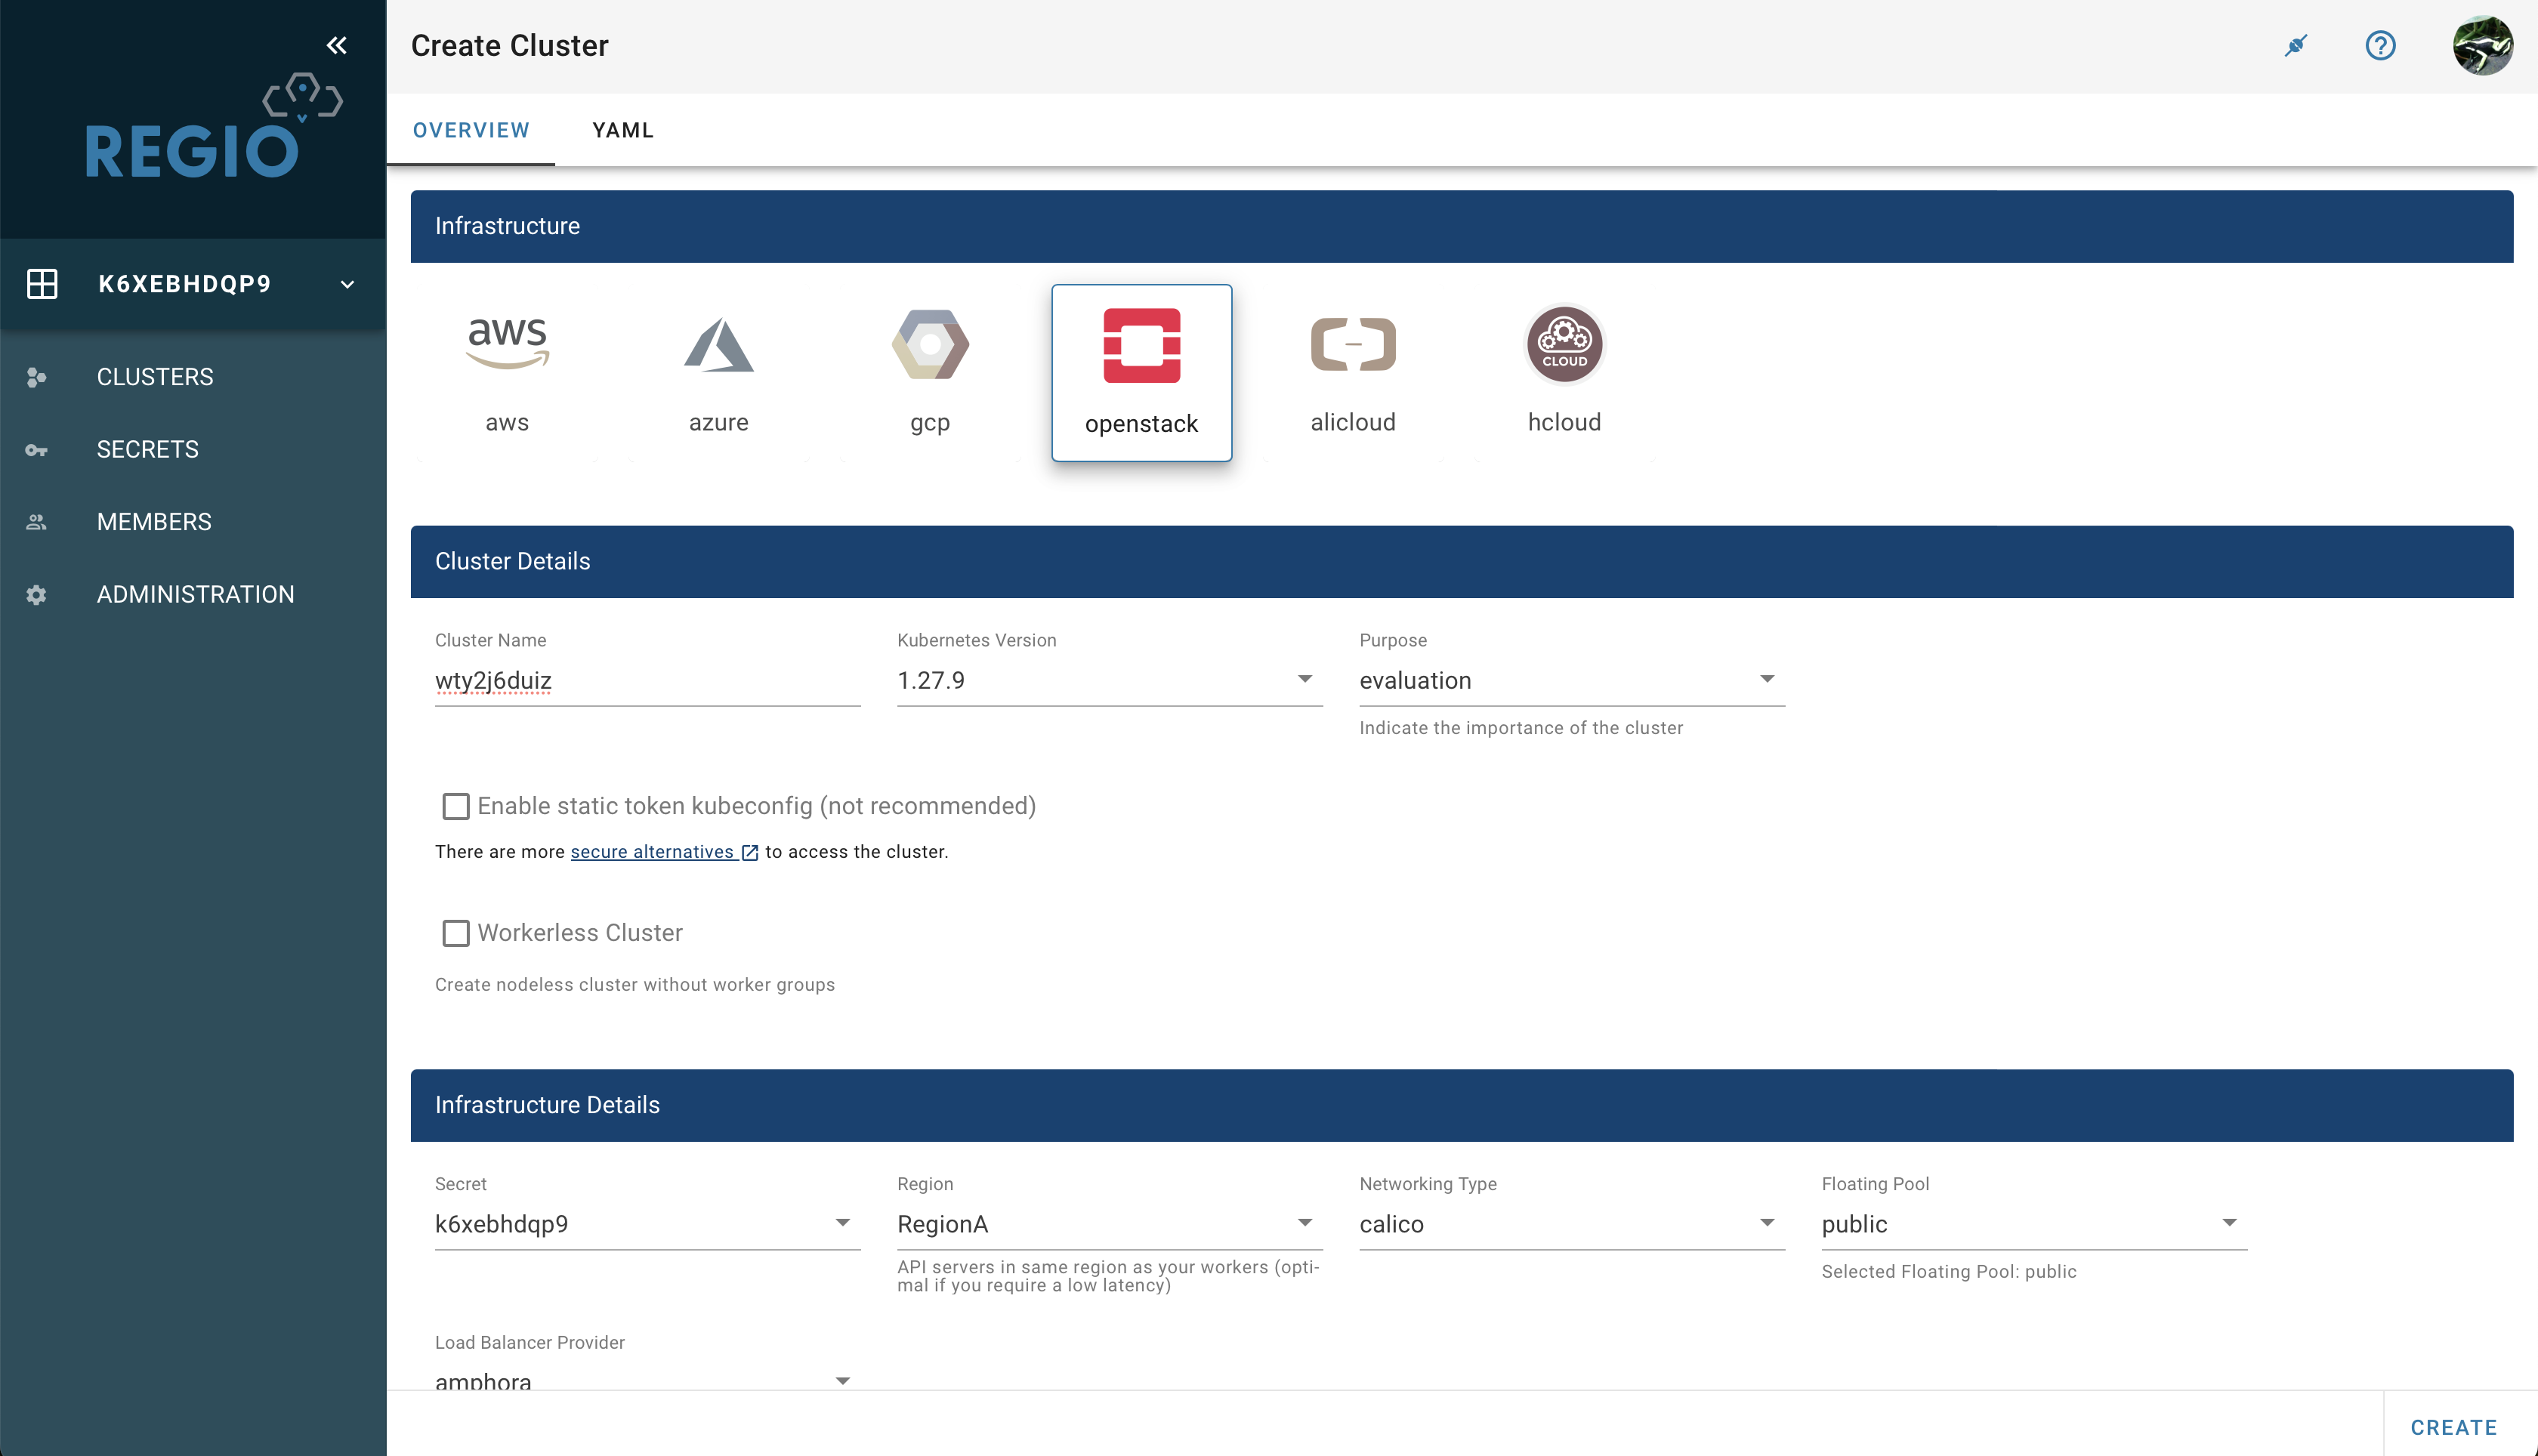 Create Cluster
REGIO
OVERVIEW
YAML
K6XEBHDQP9
CLUSTERS
SECRETS
MEMBERS
ADMINISTRATION
Infrastructure
aws
CLOUD
aws
azure
gcp
openstack
alicloud
hcloud
Cluster Details
Cluster Name
Kubernetes Version
Purpose
wty2j6duiz
1.27.9
evaluation
Indicate the importance of the cluster
Enable static token kubeconfig (not recommended)
There are more secure alternatives to access the cluster.
Workerless Cluster
Create nodeless cluster without worker groups
Infrastructure Details
Secret
Region
Networking Type
Floating Pool
k6xebhdqp9
RegionA
calico
public
API servers in same region as your workers (opti-
mal if you require a low latency)
Selected Floating Pool: public
Load Balancer Provider
amphora
CREATE